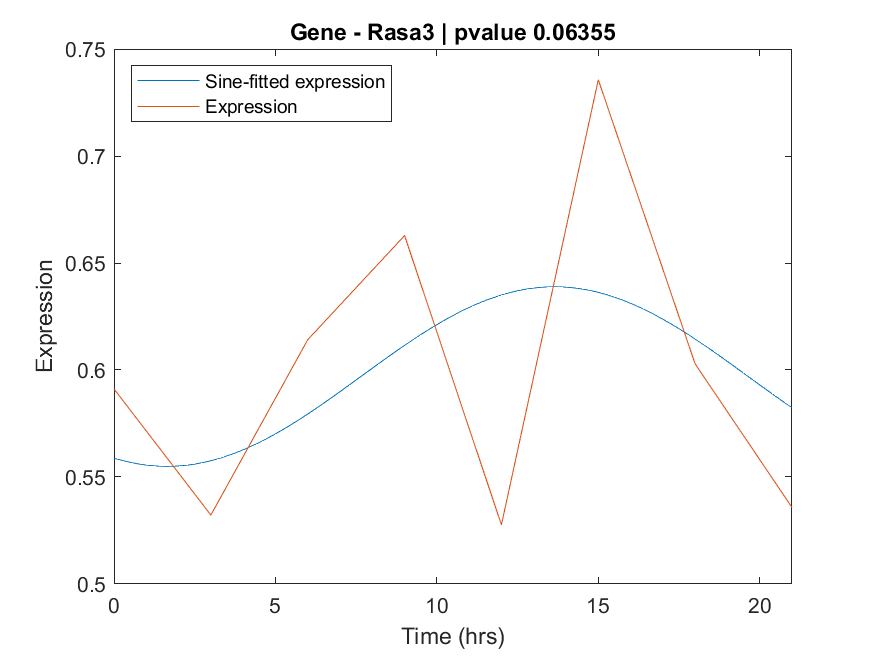 Gene - Rasa3 | pvalue 0.06355
0.75
Sine-fitted expression
Expression
0.7
0.65
0.6
0.55
0.5
Expression
0
5
10
15
20
Time (hrs)